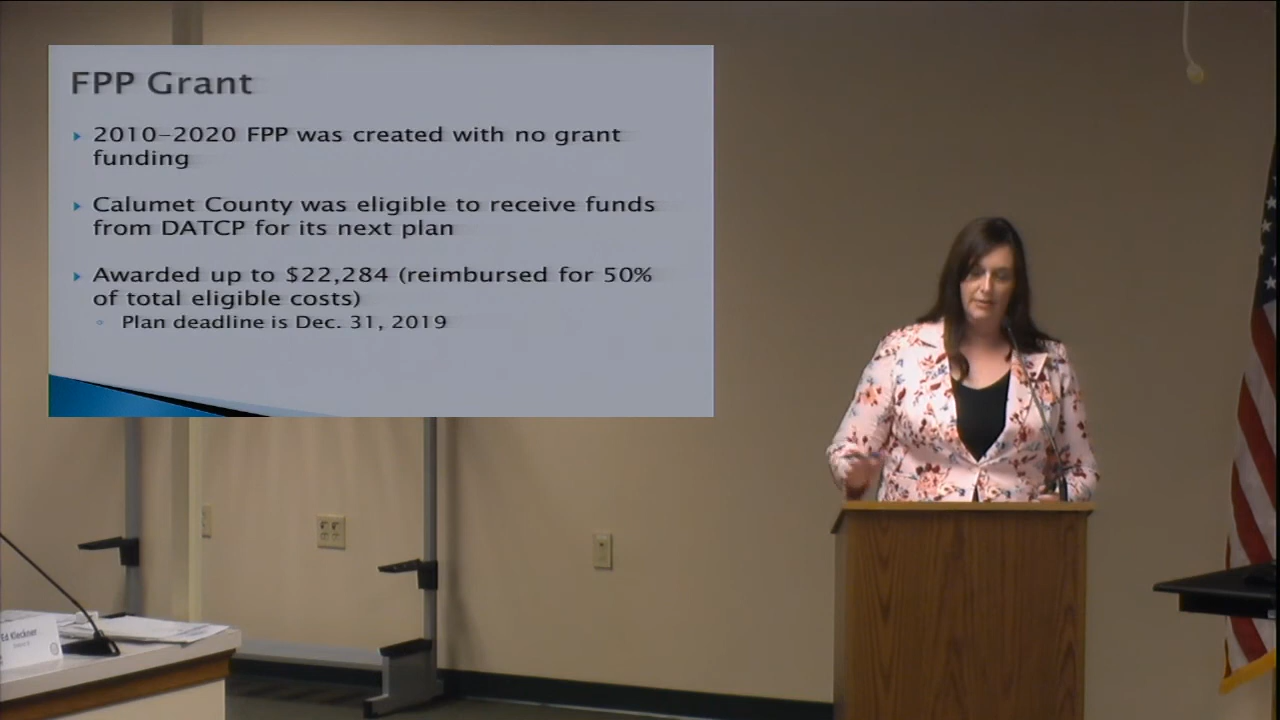 FPP Grant
2010-2020 FPP was created with no grant
funding
Calumet County was eligible to receive funds
from DATCP for its next plan
Awarded up to $22,284 (reimbursed for 50%
of total eligible costs)
Plan deadline is Dec. 31, 2019
Ed Kleckner